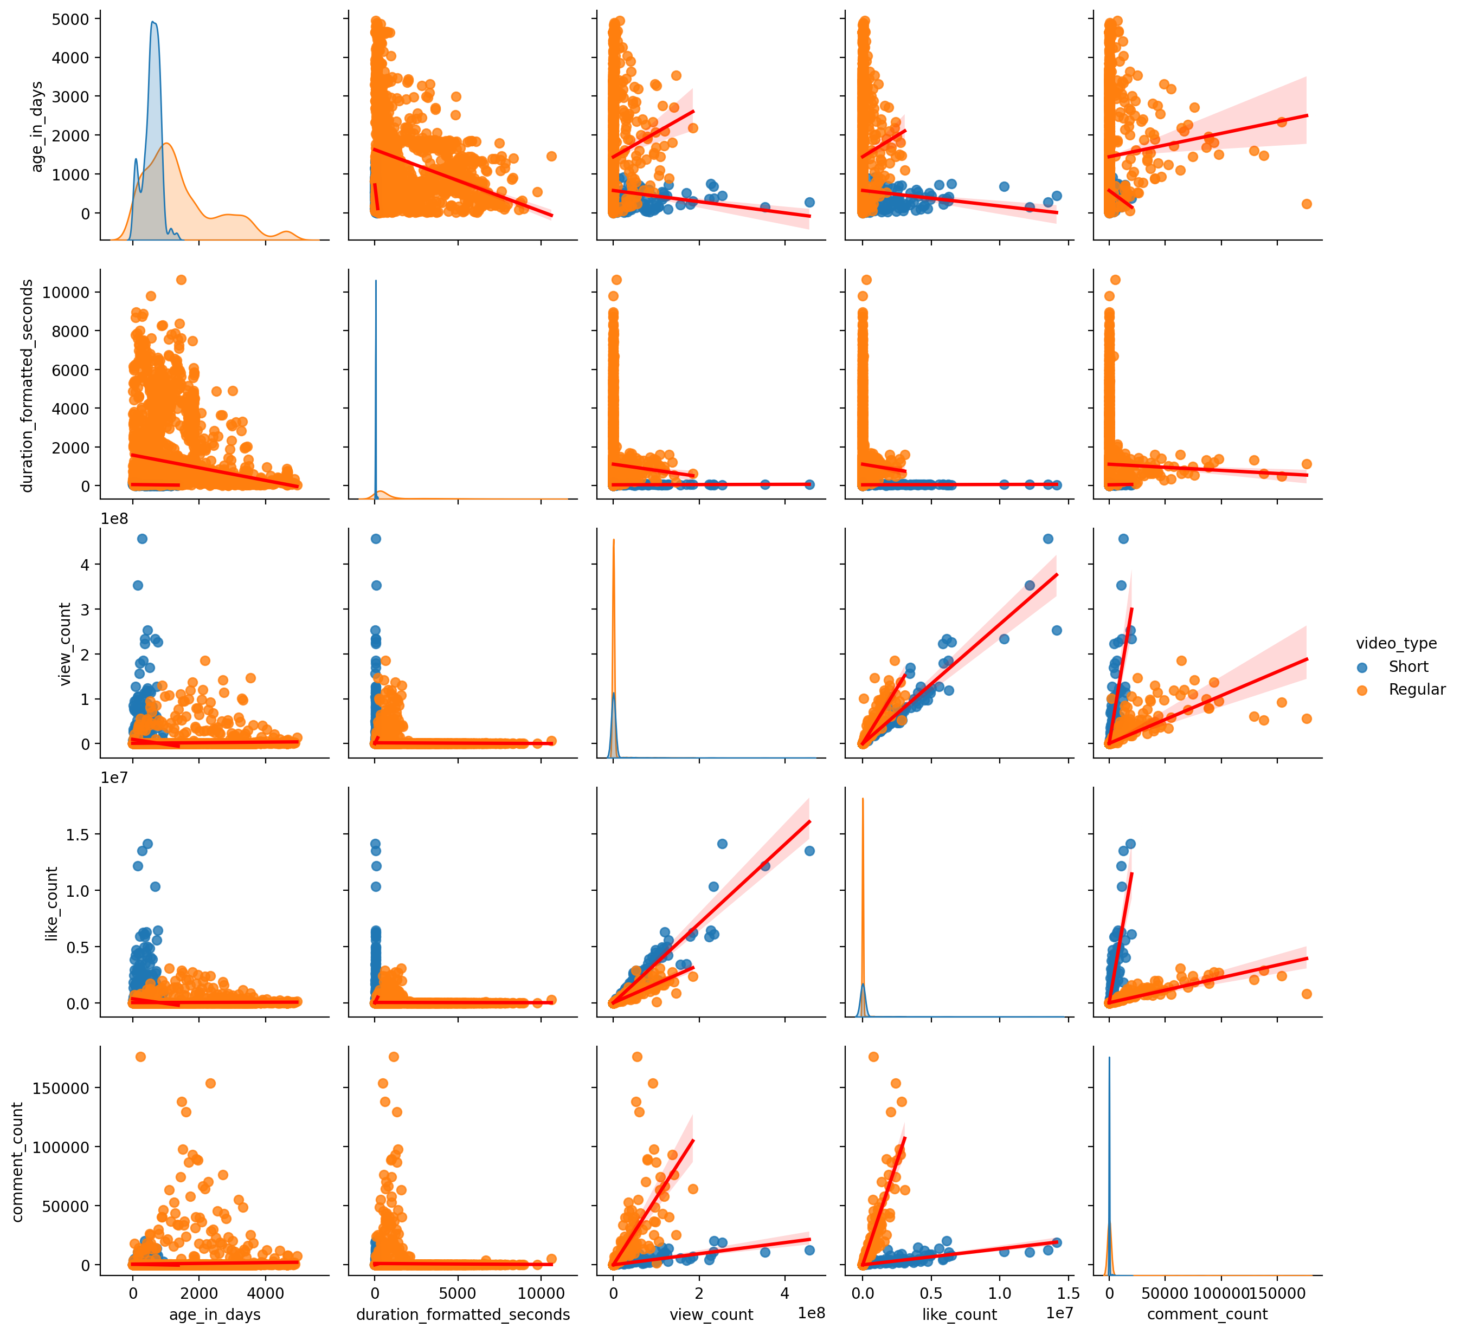 5000
4000
3000
2000
1000
0
age_in_days
10000
8000
6000
4000
2000
0
duration_formatted_seconds
1e8
4
3
2
1
0
view_count
video_type
Short
Regular
1e7
1.5
1.0
0.5
0.0
like_count
150000
100000
50000
0
comment_count
0 2000 4000
age_in_days
0 5000 10000
duration_formatted_seconds
0 2 4
1e8
view_count
0.0 0.5 1.0 1.5
1e7
like_count
0 50000 100000 150000
comment_count